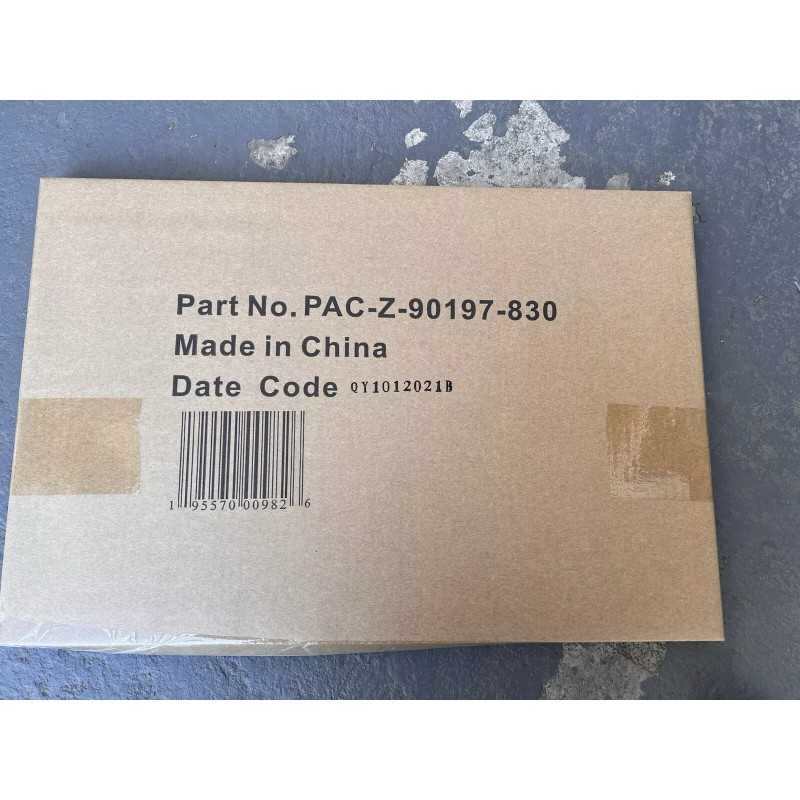 Part No. PAC-Z-90197-830
Made in China
Date Code QY1012021B
1 95570 00982 6